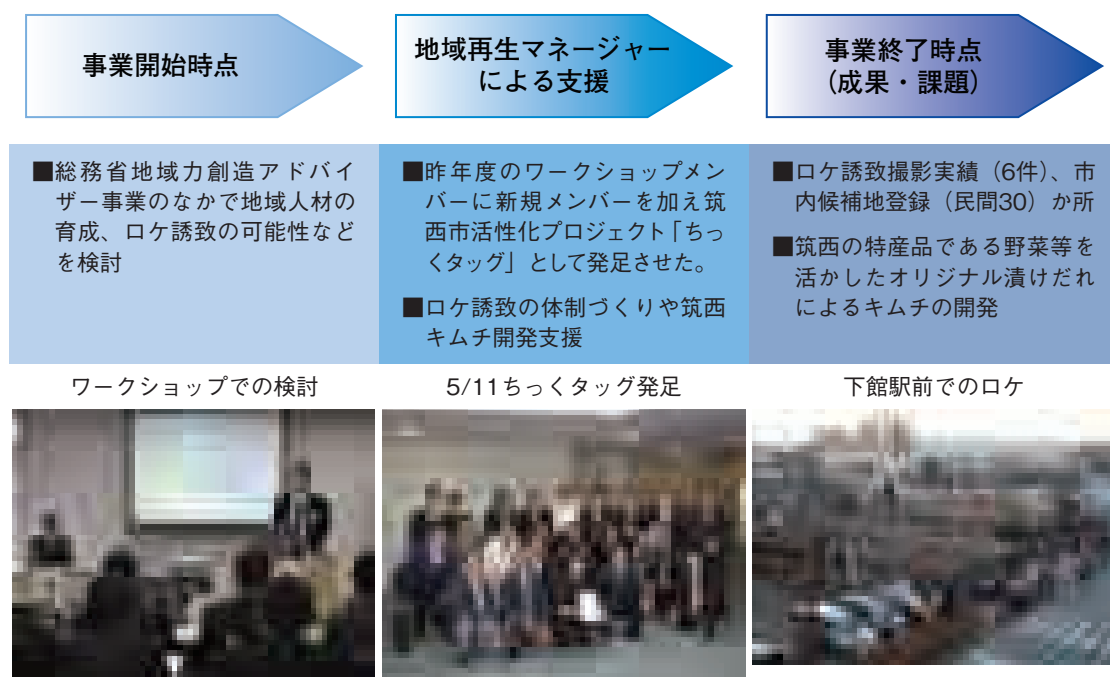 事業開始時点
地域再生マネージャー
による支援
事業終了時点
（成果・課題）
■総務省地域力創造アドバイ
ザー事業のなかで地域人材の
育成、ロケ誘致の可能性など
を検討
■昨年度のワークショップメン
バーに新規メンバーを加え筑
西市活性化プロジェクト「ちっ
くタッグ」として発足させた。
■ロケ誘致の体制づくりや筑西
キムチ開発支援
■ロケ誘致撮影実績（6件）、市
内候補地登録（民間30）か所
■筑西の特産品である野菜等を
活かしたオリジナル漬けだれ
によるキムチの開発
ワークショップでの検討
5/11ちっくタッグ発足
下館駅前でのロケ